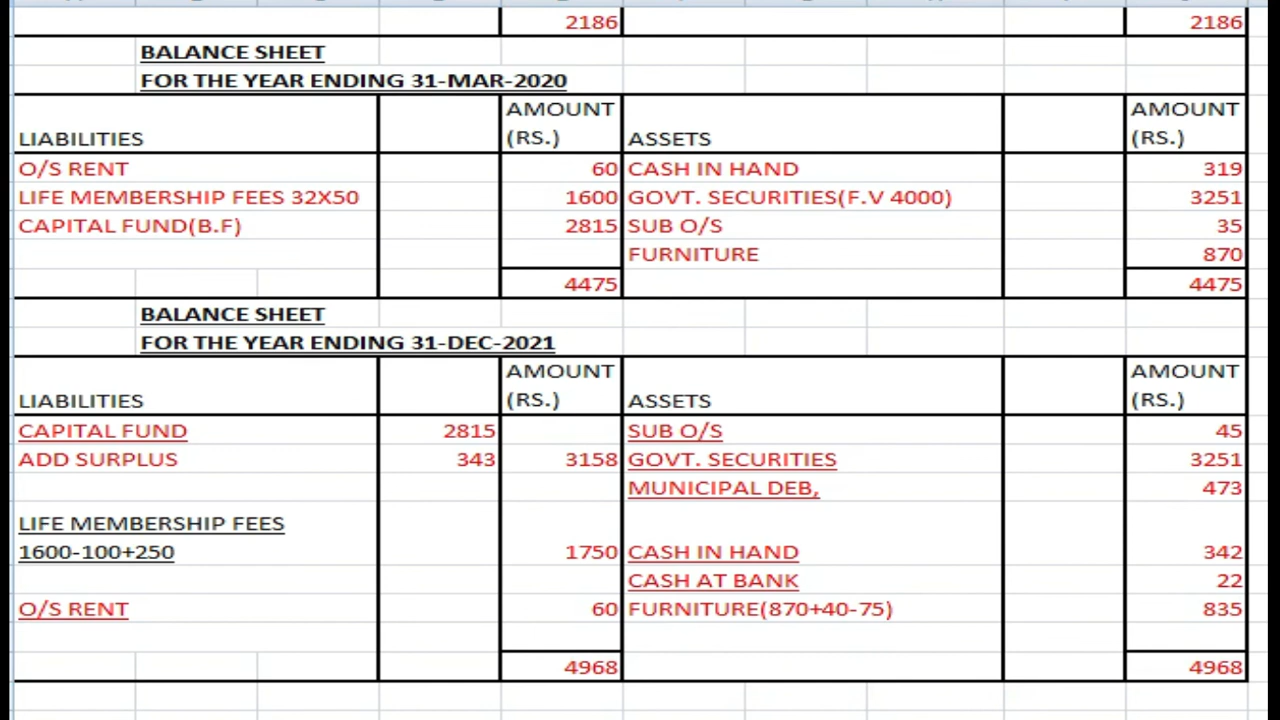 2186 2186
BALANCE SHEET
FOR THE YEAR ENDING 31-MAR-2020
LIABILITIES AMOUNT (RS.) ASSETS AMOUNT (RS.)
O/S RENT 60 CASH IN HAND 319
LIFE MEMBERSHIP FEES 32X50 1600 GOVT. SECURITIES(F.V 4000) 3251
CAPITAL FUND(B.F) 2815 SUB O/S 35
FURNITURE 870
4475 4475
BALANCE SHEET
FOR THE YEAR ENDING 31-DEC-2021
LIABILITIES AMOUNT (RS.) ASSETS AMOUNT (RS.)
CAPITAL FUND 2815 SUB O/S 45
ADD SURPLUS 343 3158 GOVT. SECURITIES 3251
MUNICIPAL DEB, 473
LIFE MEMBERSHIP FEES
1600-100+250 1750 CASH IN HAND 342
CASH AT BANK 22
O/S RENT 60 FURNITURE(870+40-75) 835
4968 4968